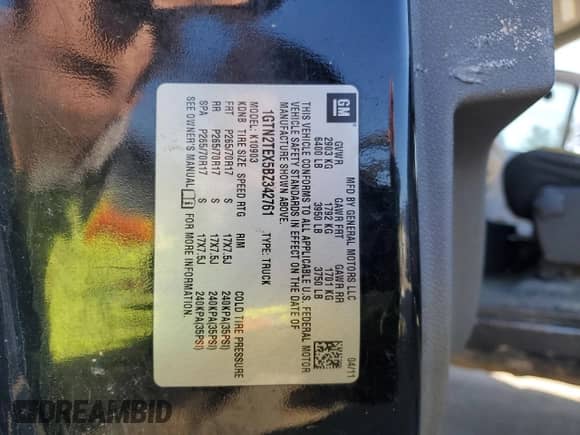 GM
MFD BY GENERAL MOTORS LLC
04/11
GVWR GAWR FRT GAWR RR
2903 KG 1792 KG 1701 KG
6400 LB 3950 LB 3750 LB
THIS VEHICLE CONFORMS TO ALL APPLICABLE U.S. FEDERAL MOTOR
VEHICLE SAFETY STANDARDS IN EFFECT ON THE DATE OF
MANUFACTURE SHOWN ABOVE.
1GTN2TEX5BZ342761 TYPE: TRUCK
MODEL: K10903
KDNB TIRE SIZE SPEED RTG RIM COLD TIRE PRESSURE
FRT P265/70R17 S 17X7.5J 240KPA(35PSI)
RR P265/70R17 S 17X7.5J 240KPA(35PSI)
SPA P265/70R17 S 17X7.5J 240KPA(35PSI)
SEE OWNER'S MANUAL FOR MORE INFORMATION.
DREAMBID